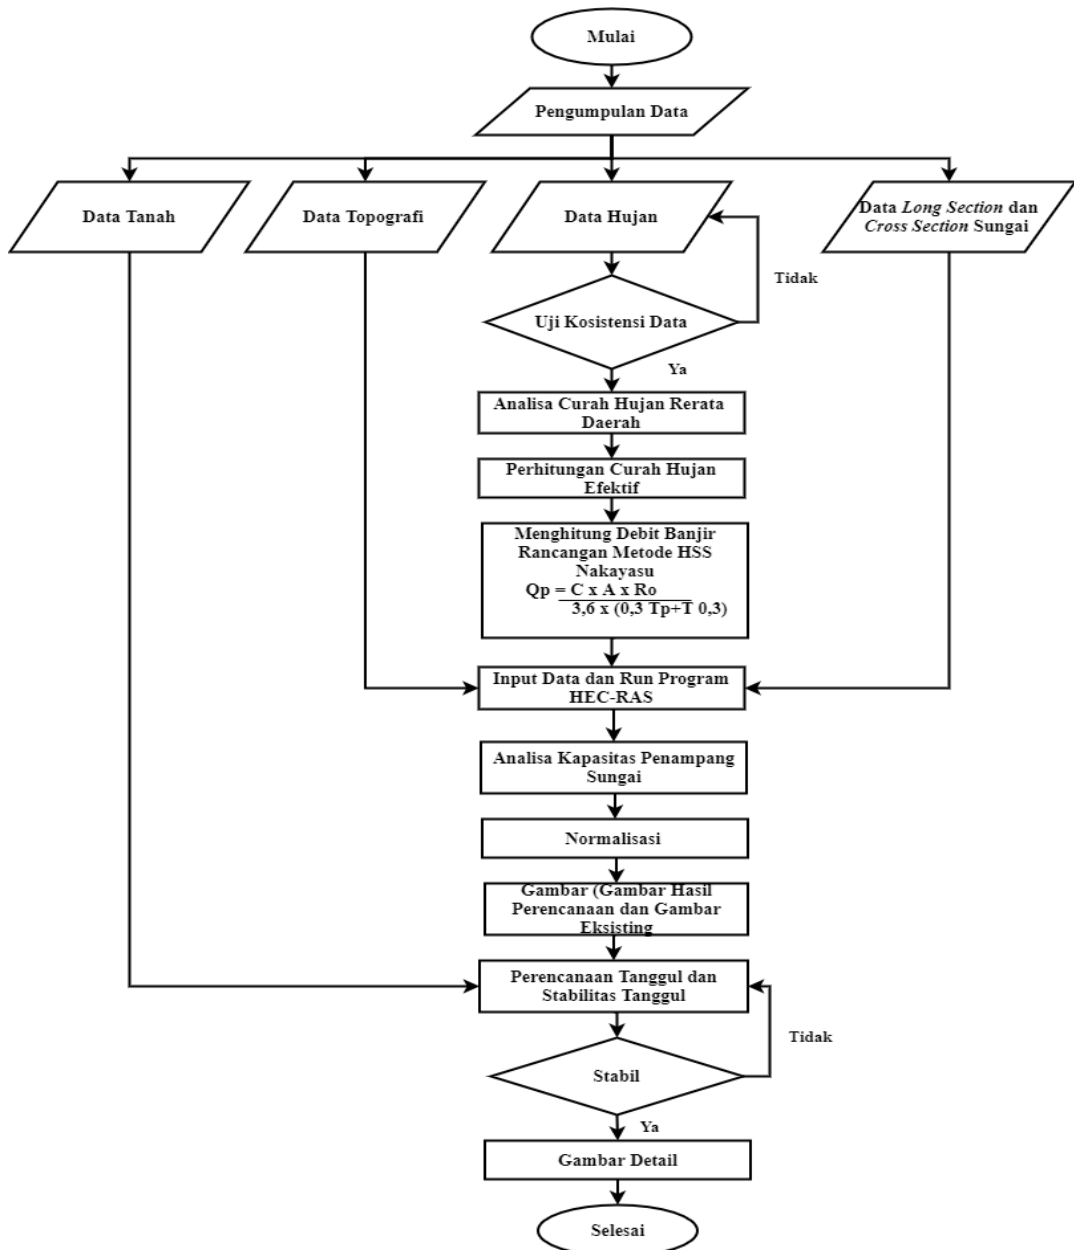 Mulai
Pengumpulan Data
Data Tanah
Data Topografi
Data Hujan
Data Long Section dan
Cross Section Sungai
Tidak
Uji Kosistensi Data
Ya
Analisa Curah Hujan Rerata
Daerah
Perhitungan Curah Hujan
Efektif
Menghitung Debit Banjir
Rancangan Metode HSS
Nakayasu
Qp = C x A x Ro
3,6 x (0,3 Tp+T 0,3)
Input Data dan Run Program
HEC-RAS
Analisa Kapasitas Penampang
Sungai
Normalisasi
Gambar (Gambar Hasil
Perencanaan dan Gambar
Eksisting
Perencanaan Tanggul dan
Stabilitas Tanggul
Tidak
Stabil
Ya
Gambar Detail
Selesai